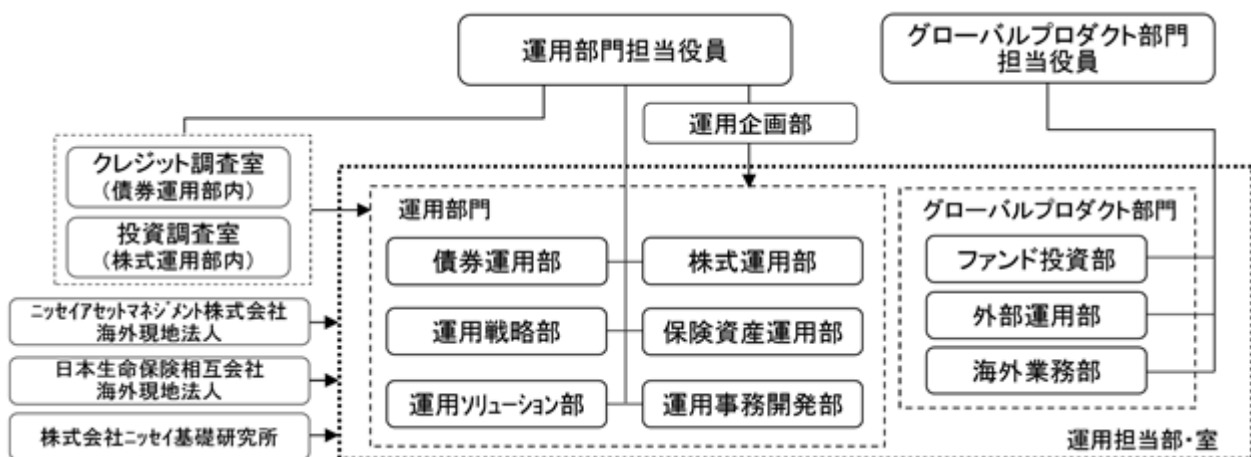 運用部門担当役員
グローバルプロダクト部門
担当役員
運用企画部
クレジット調査室
(債券運用部内)
投資調査室
(株式運用部内)
ニッセイアセットマネジメント株式会社
海外現地法人
日本生命保険相互会社
海外現地法人
株式会社ニッセイ基礎研究所
運用部門
債券運用部
株式運用部
運用戦略部
保険資産運用部
運用ソリューション部
運用事務開発部
グローバルプロダクト部門
ファンド投資部
外部運用部
海外業務部
運用担当部・室